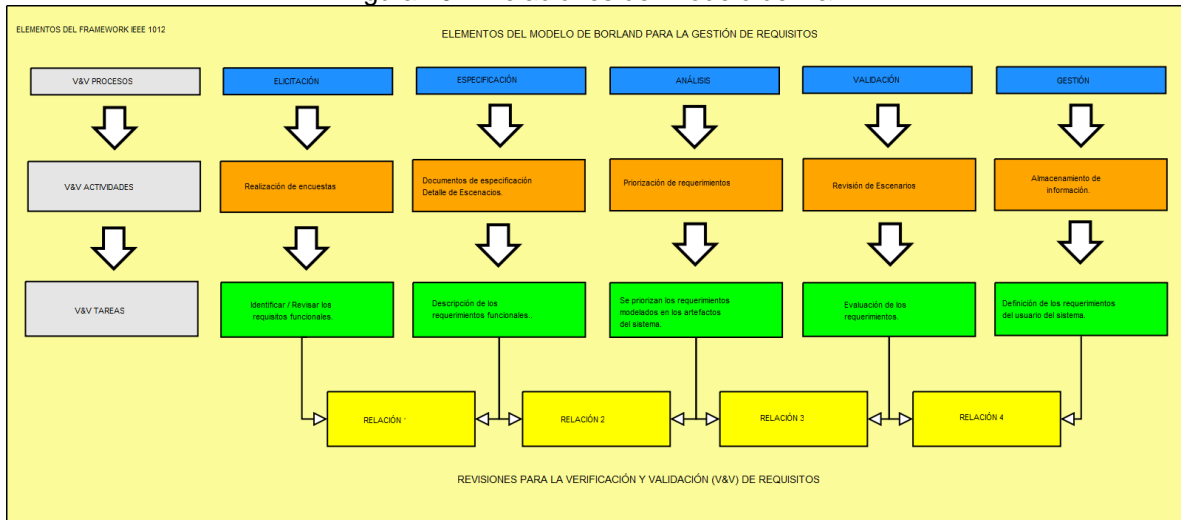 ELEMENTOS DEL FRAMEWORK IEEE 1012
ELEMENTOS DEL MODELO DE BORLAND PARA LA GESTIÓN DE REQUISITOS
V&V PROCESOS
ELICITACIÓN
ESPECIFICACIÓN
ANÁLISIS
VALIDACIÓN
GESTIÓN
V&V ACTIVIDADES
Realización de encuestas
Documentos de especificación
Detalle de Escenacios.
Priorización de requerimientos
Revisión de Escenarios
Almacenamiento de
información.
V&V TAREAS
Identificar / Revisar los
requisitos funcionales.
Descripción de los
requerimientos funcionales..
Se priorizan los requerimientos
modelados en los artefactos
del sistema.
Evaluación de los
requerimientos.
Definición de los requerimientos
del usuario del sistema.
RELACIÓN 1
RELACIÓN 2
RELACIÓN 3
RELACIÓN 4
REVISIONES PARA LA VERIFICACIÓN Y VALIDACIÓN (V&V) DE REQUISITOS